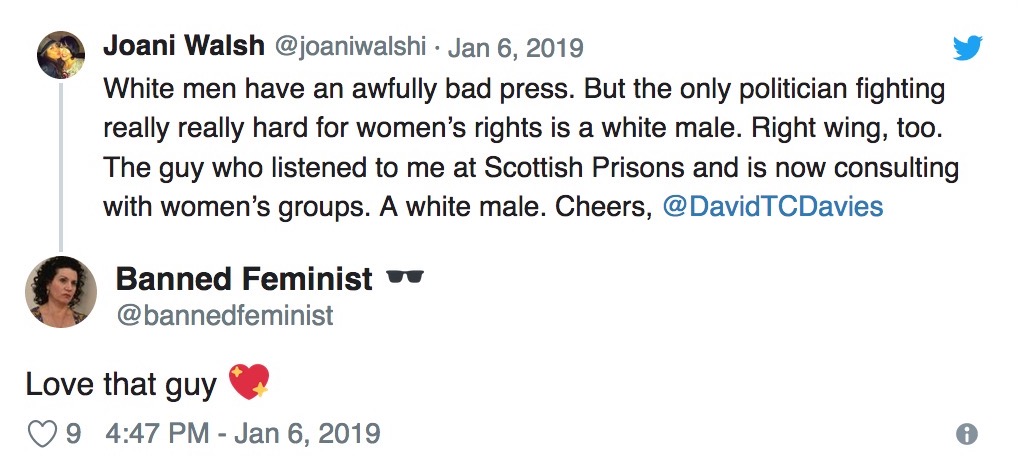 Joani Walsh @joaniwalshi · Jan 6, 2019
White men have an awfully bad press. But the only politician fighting
really really hard for women’s rights is a white male. Right wing, too.
The guy who listened to me at Scottish Prisons and is now consulting
with women’s groups. A white male. Cheers, @DavidTCDavies
Banned Feminist 🕶
@bannedfeminist
Love that guy 💖
9 4:47 PM - Jan 6, 2019